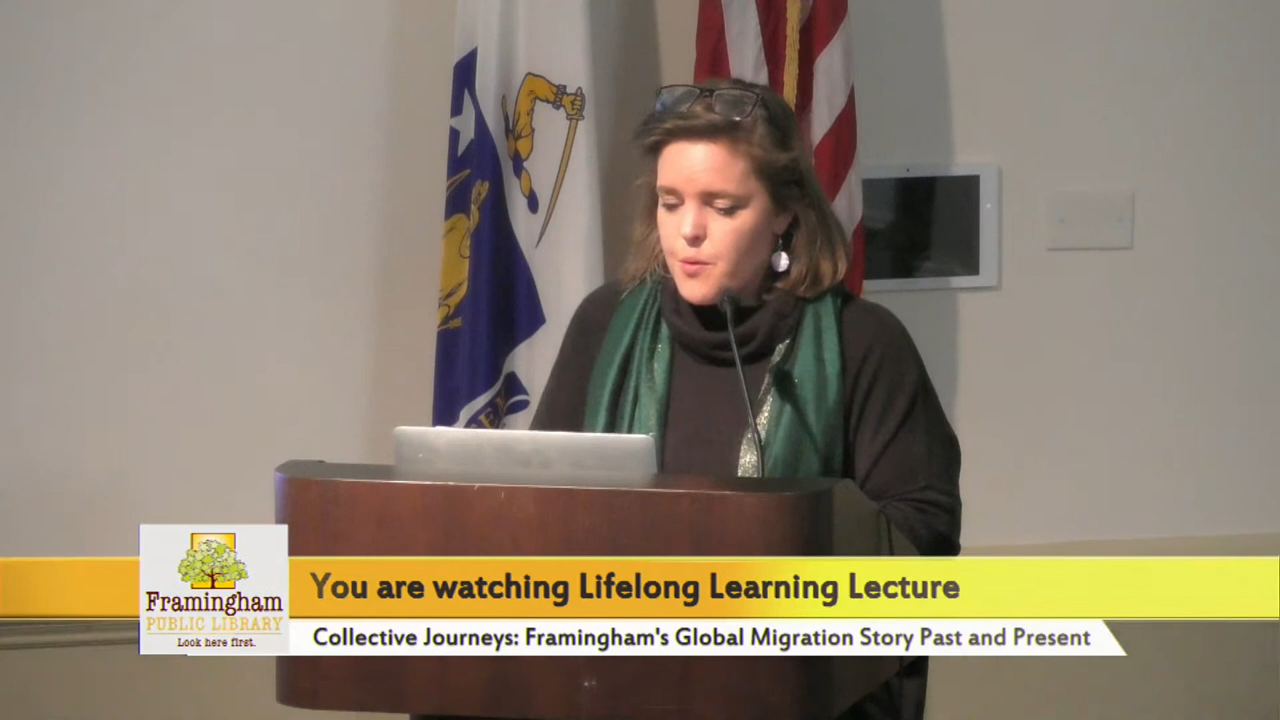 You are watching Lifelong Learning Lecture
Framingham
PUBLIC LIBRARY
Look here first.
Collective Journeys: Framingham's Global Migration Story Past and Present